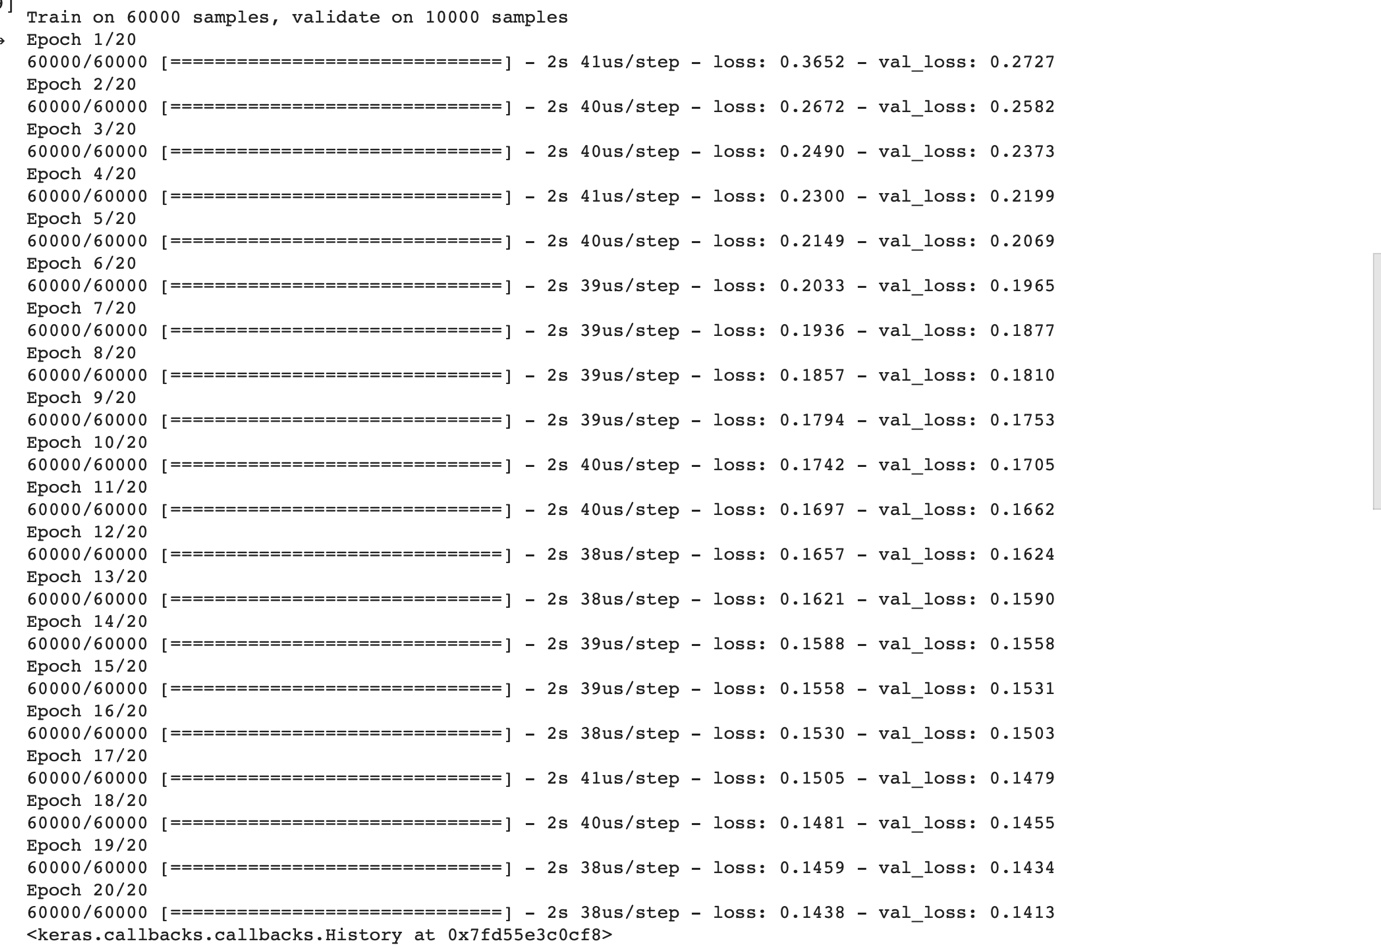 ]
Train on 60000 samples, validate on 10000 samples
Epoch 1/20
60000/60000 [==============================] - 2s 41us/step - loss: 0.3652 - val_loss: 0.2727
Epoch 2/20
60000/60000 [==============================] - 2s 40us/step - loss: 0.2672 - val_loss: 0.2582
Epoch 3/20
60000/60000 [==============================] - 2s 40us/step - loss: 0.2490 - val_loss: 0.2373
Epoch 4/20
60000/60000 [==============================] - 2s 41us/step - loss: 0.2300 - val_loss: 0.2199
Epoch 5/20
60000/60000 [==============================] - 2s 40us/step - loss: 0.2149 - val_loss: 0.2069
Epoch 6/20
60000/60000 [==============================] - 2s 39us/step - loss: 0.2033 - val_loss: 0.1965
Epoch 7/20
60000/60000 [==============================] - 2s 39us/step - loss: 0.1936 - val_loss: 0.1877
Epoch 8/20
60000/60000 [==============================] - 2s 39us/step - loss: 0.1857 - val_loss: 0.1810
Epoch 9/20
60000/60000 [==============================] - 2s 39us/step - loss: 0.1794 - val_loss: 0.1753
Epoch 10/20
60000/60000 [==============================] - 2s 40us/step - loss: 0.1742 - val_loss: 0.1705
Epoch 11/20
60000/60000 [==============================] - 2s 40us/step - loss: 0.1697 - val_loss: 0.1662
Epoch 12/20
60000/60000 [==============================] - 2s 38us/step - loss: 0.1657 - val_loss: 0.1624
Epoch 13/20
60000/60000 [==============================] - 2s 38us/step - loss: 0.1621 - val_loss: 0.1590
Epoch 14/20
60000/60000 [==============================] - 2s 39us/step - loss: 0.1588 - val_loss: 0.1558
Epoch 15/20
60000/60000 [==============================] - 2s 39us/step - loss: 0.1558 - val_loss: 0.1531
Epoch 16/20
60000/60000 [==============================] - 2s 38us/step - loss: 0.1530 - val_loss: 0.1503
Epoch 17/20
60000/60000 [==============================] - 2s 41us/step - loss: 0.1505 - val_loss: 0.1479
Epoch 18/20
60000/60000 [==============================] - 2s 40us/step - loss: 0.1481 - val_loss: 0.1455
Epoch 19/20
60000/60000 [==============================] - 2s 38us/step - loss: 0.1459 - val_loss: 0.1434
Epoch 20/20
60000/60000 [==============================] - 2s 38us/step - loss: 0.1438 - val_loss: 0.1413
<keras.callbacks.callbacks.History at 0x7fd55e3c0cf8>